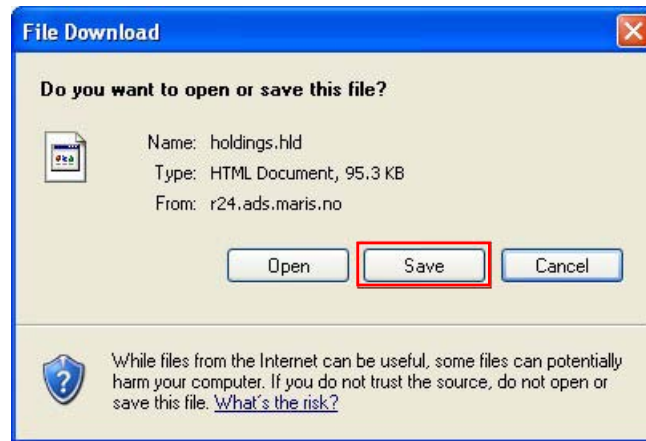 File Download
Do you want to open or save this file?
Name: holdings.hld
Type: HTML Document, 95.3 KB
From: r24.ads.maris.no
Open Save Cancel
While files from the Internet can be useful, some files can potentially
harm your computer. If you do not trust the source, do not open or
save this file. What's the risk?